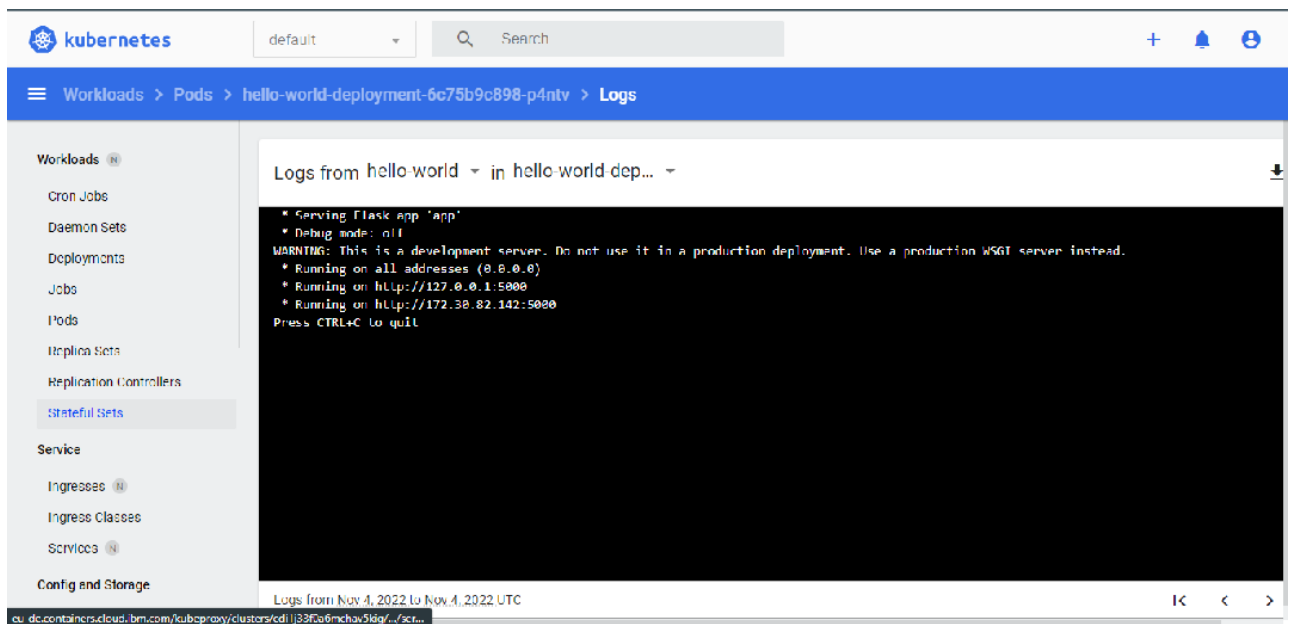 kubernetes
default
Search
Workloads > Pods > hello-world-deployment-6c75b9c898-p4ntv > Logs
Workloads N
Cron Jobs
Daemon Sets
Deployments
Jobs
Pods
Replica Sets
Replication Controllers
Stateful Sets
Service
Ingresses N
Ingress Classes
Services N
Config and Storage
Logs from hello-world in hello-world-dep...
* Serving Flask app 'app'
* Debug mode: off
WARNING: This is a development server. Do not use it in a production deployment. Use a production WSGI server instead.
* Running on all addresses (0.0.0.0)
* Running on http://127.0.0.1:5000
* Running on http://172.30.82.142:5000
Press CTRL+C to quit
Logs from Nov 4, 2022 to Nov 4, 2022 UTC